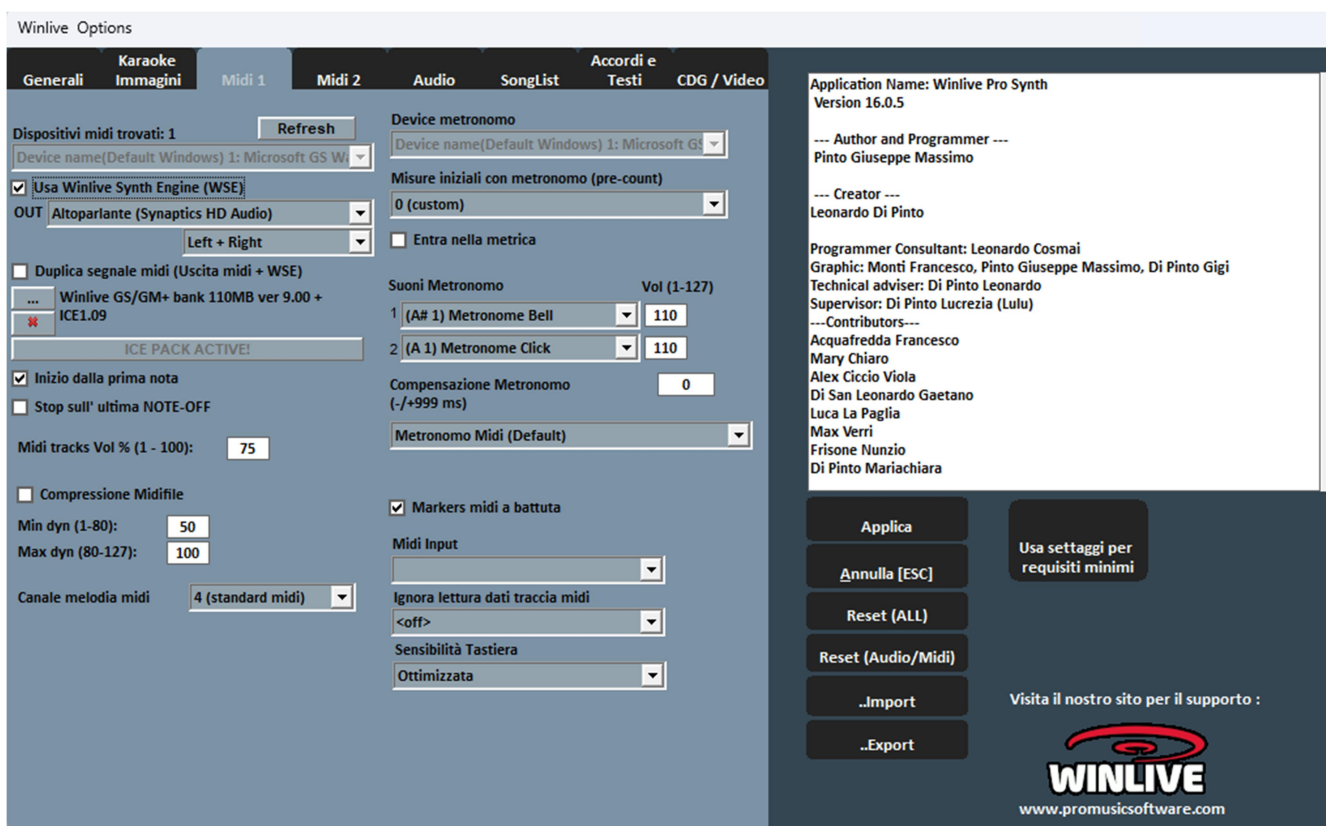 Winlive Options
Generali
Karaoke
Immagini
Midi 1
Midi 2
Audio
SongList
Accordi e
Testi
CDG / Video
Dispositivi midi trovati: 1
Refresh
Device name(Default Windows) 1: Microsoft GS
Usa Winlive Synth Engine (WSE)
OUT
Altoparlante (Synaptics HD Audio)
Left + Right
Duplica segnale midi (Uscita midi + WSE)
...
Winlive GS/GM+ bank 110MB ver 9.00 +
ICE1.09
ICE PACK ACTIVE!
Inizio dalla prima nota
Stop sull' ultima NOTE-OFF
Midi tracks Vol % (1 - 100):
75
Compressione Midifile
Min dyn (1-80):
50
Max dyn (80-127):
100
Canale melodia midi
4 (standard midi)
Device metronomo
Device name(Default Windows) 1: Microsoft
Misure iniziali con metronomo (pre-count)
0 (custom)
Entra nella metrica
Suoni Metronomo
Vol (1-127)
1
(A# 1) Metronome Bell
110
2
(A 1) Metronome Click
110
Compensazione Metronomo
(-/+999 ms)
0
Metronomo Midi (Default)
Markers midi a battuta
Midi Input
Ignora lettura dati traccia midi
<off>
Sensibilità Tastiera
Ottimizzata
Application Name: Winlive Pro Synth
Version 16.0.5
--- Author and Programmer ---
Pinto Giuseppe Massimo
--- Creator ---
Leonardo Di Pinto
Programmer Consultant: Leonardo Cosmai
Graphic: Monti Francesco, Pinto Giuseppe Massimo, Di Pinto Gigi
Technical adviser: Di Pinto Leonardo
Supervisor: Di Pinto Lucrezia (Lulu)
---Contributors---
Acquafredda Francesco
Mary Chiaro
Alex Ciccio Viola
Di San Leonardo Gaetano
Luca La Paglia
Max Verri
Frisone Nunzio
Di Pinto Mariachiara
Applica
Annulla [ESC]
Reset (ALL)
Reset (Audio/Midi)
..Import
..Export
Usa settaggi per
requisiti minimi
Visita il nostro sito per il supporto :
WINLIVE
www.promusicsoftware.com